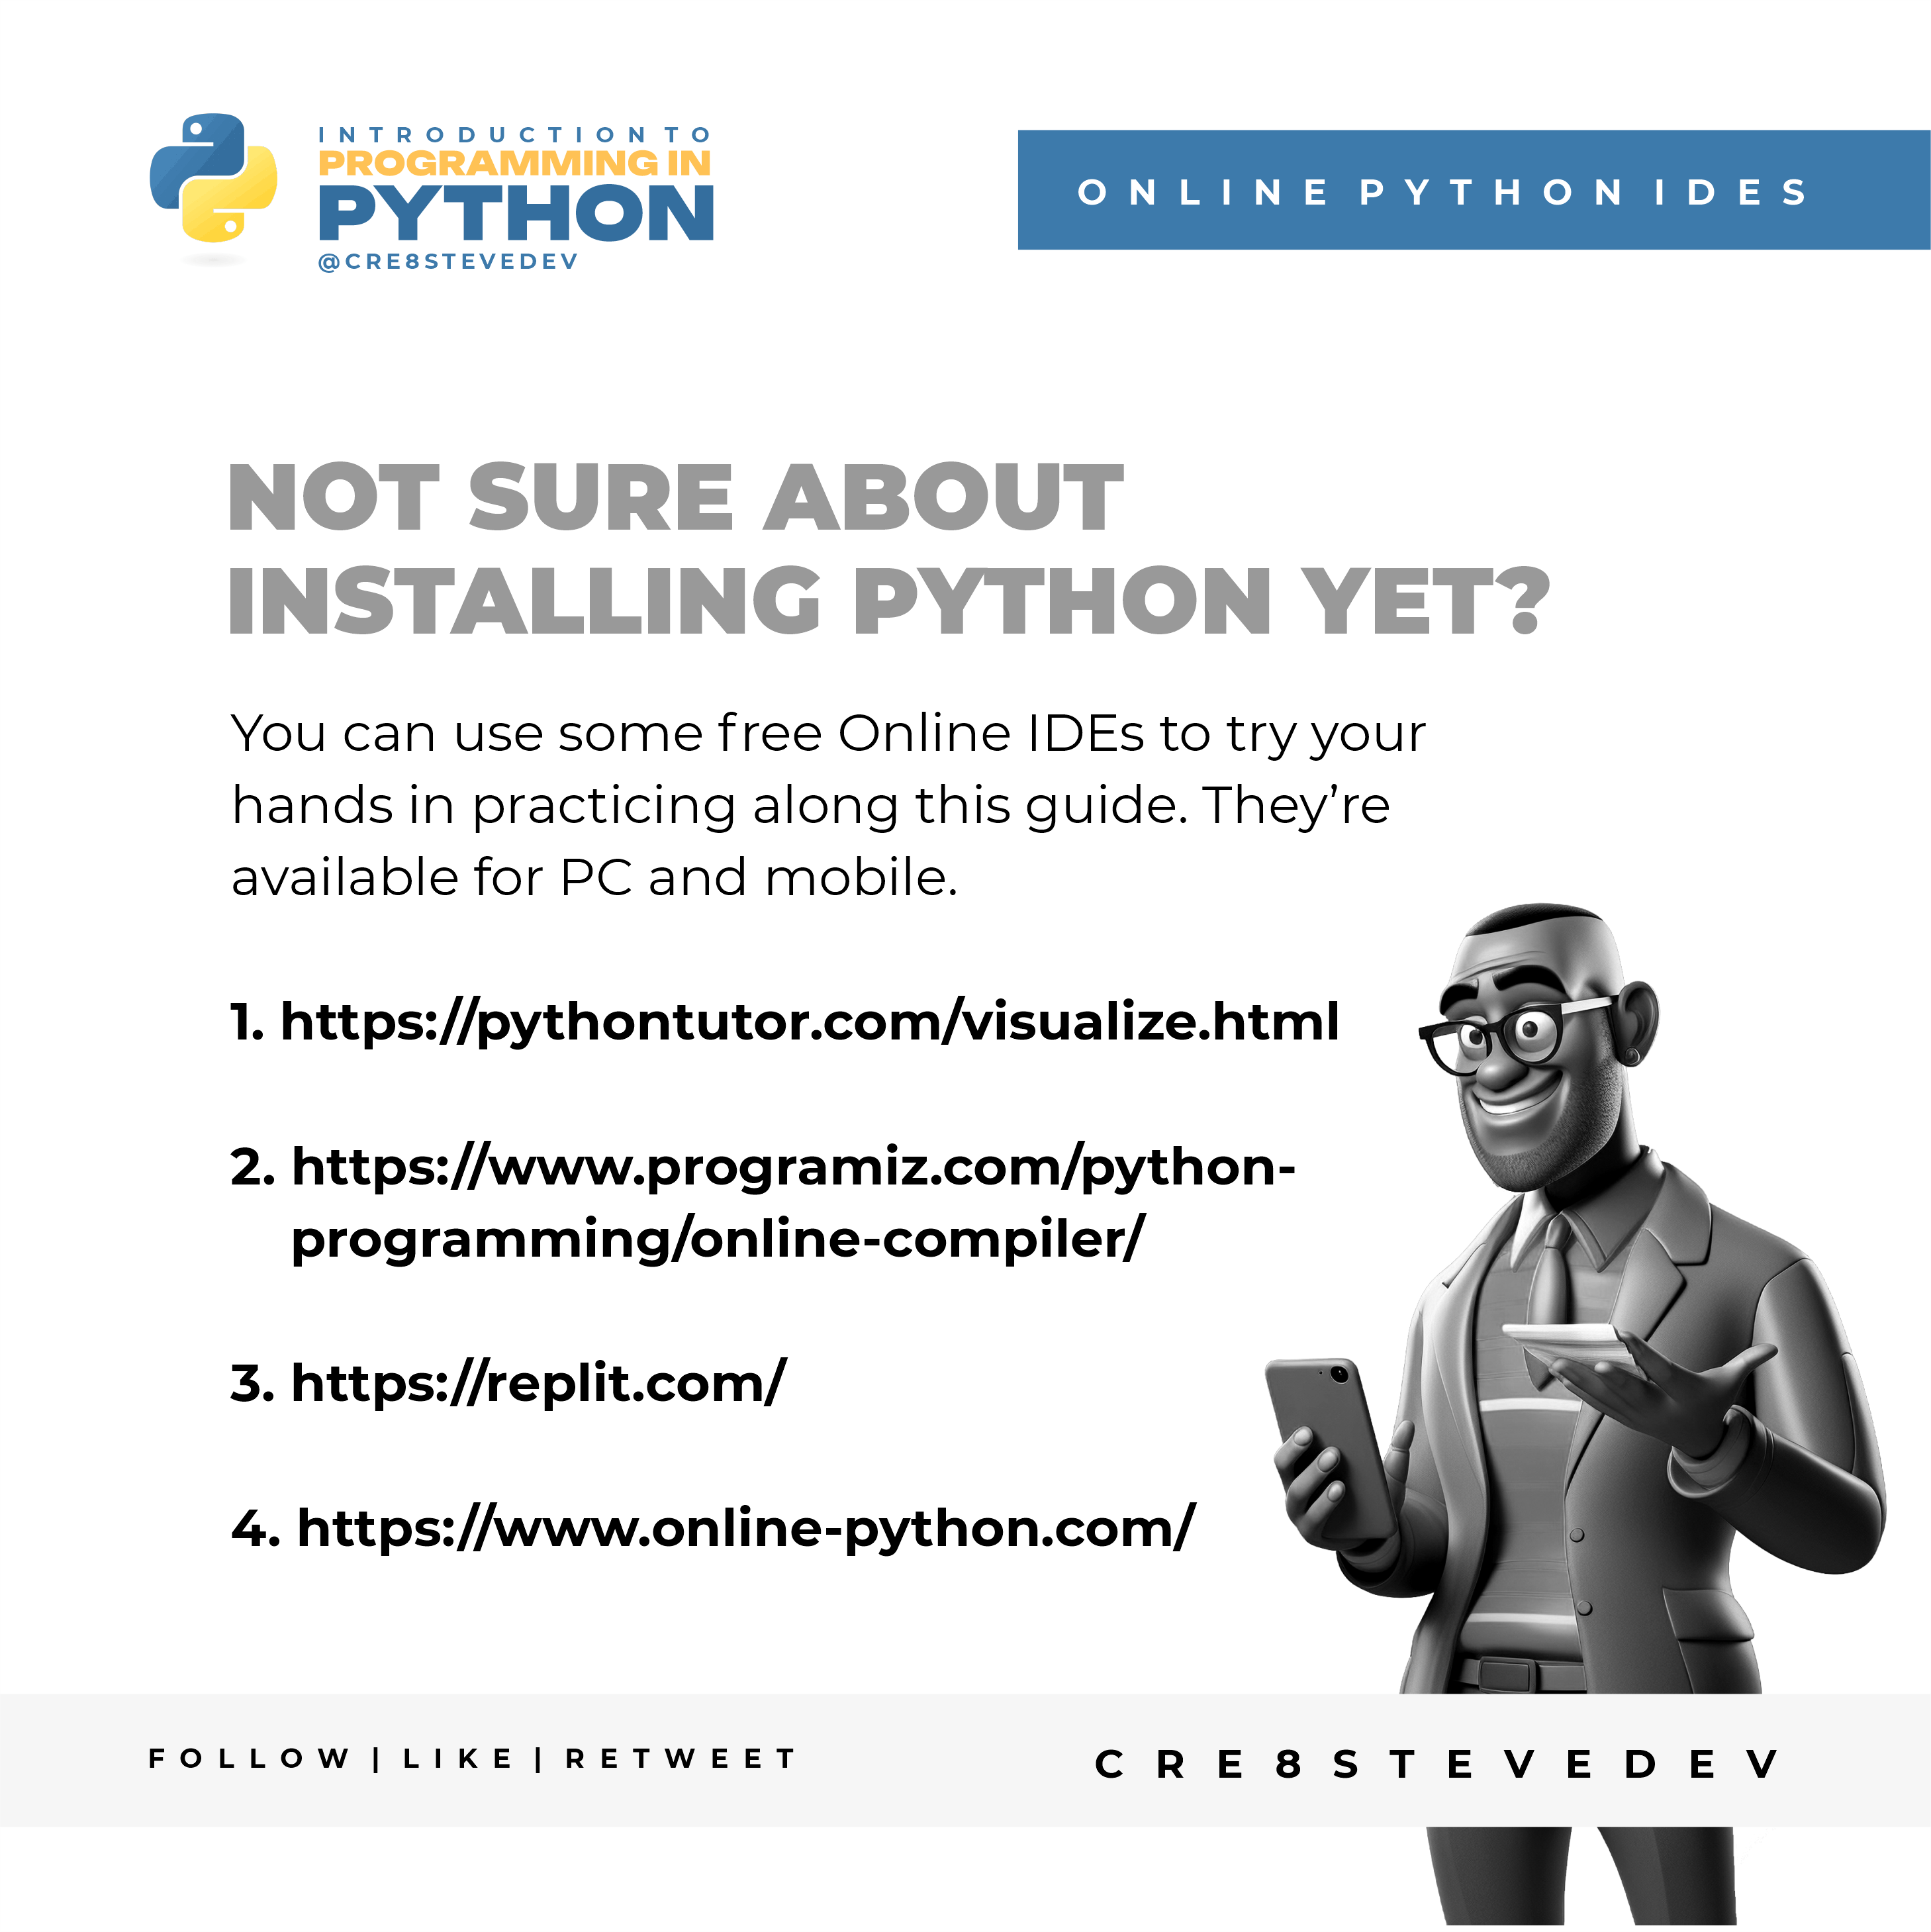 INTRODUCTION TO
PROGRAMMING IN
PYTHON
@CRE8STEVEDEV
ONLINE PYTHON IDES
NOT SURE ABOUT
INSTALLING PYTHON YET?
You can use some free Online IDEs to try your
hands in practicing along this guide. They’re
available for PC and mobile.
1. https://pythontutor.com/visualize.html
2. https://www.programiz.com/python-
programming/online-compiler/
3. https://replit.com/
4. https://www.online-python.com/
FOLLOW | LIKE | RETWEET
CRE8STEVEDEV